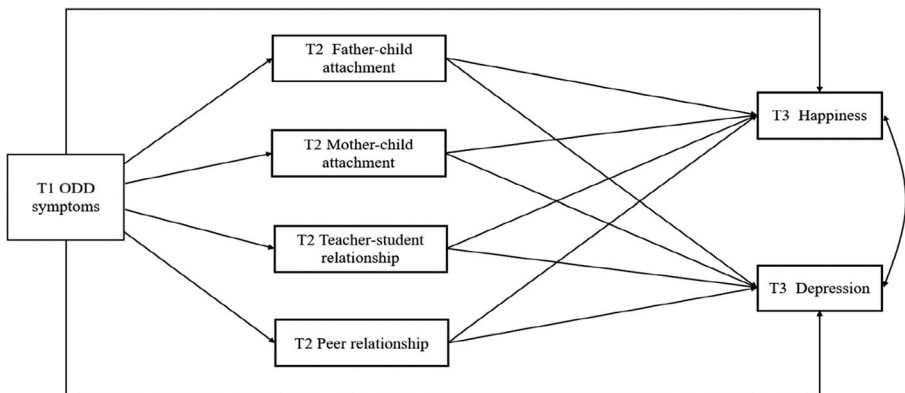 T2 Father-child
attachment
T3 Happiness
T2 Mother-child
attachment
T1 ODD
symptoms
T2 Teacher-student
relationship
T3 Depression
T2 Peer relationship